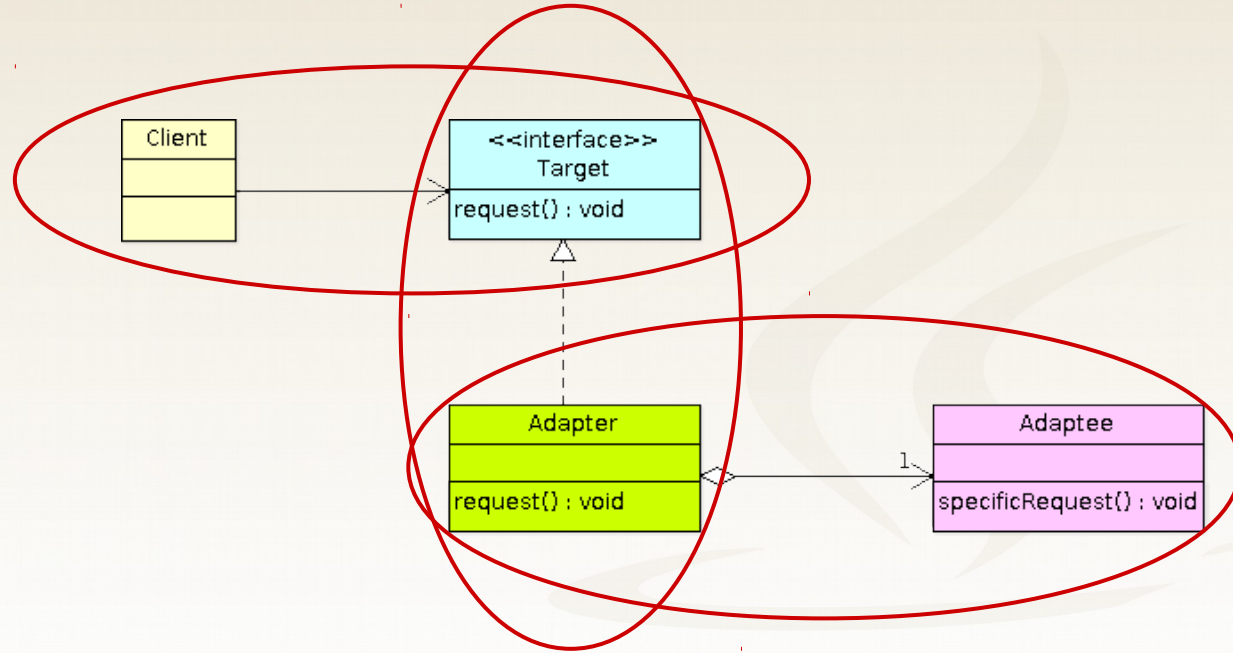 Client
<<interface>>
Target
request() : void
Adapter
request() : void
1
Adaptee
specificRequest() : void